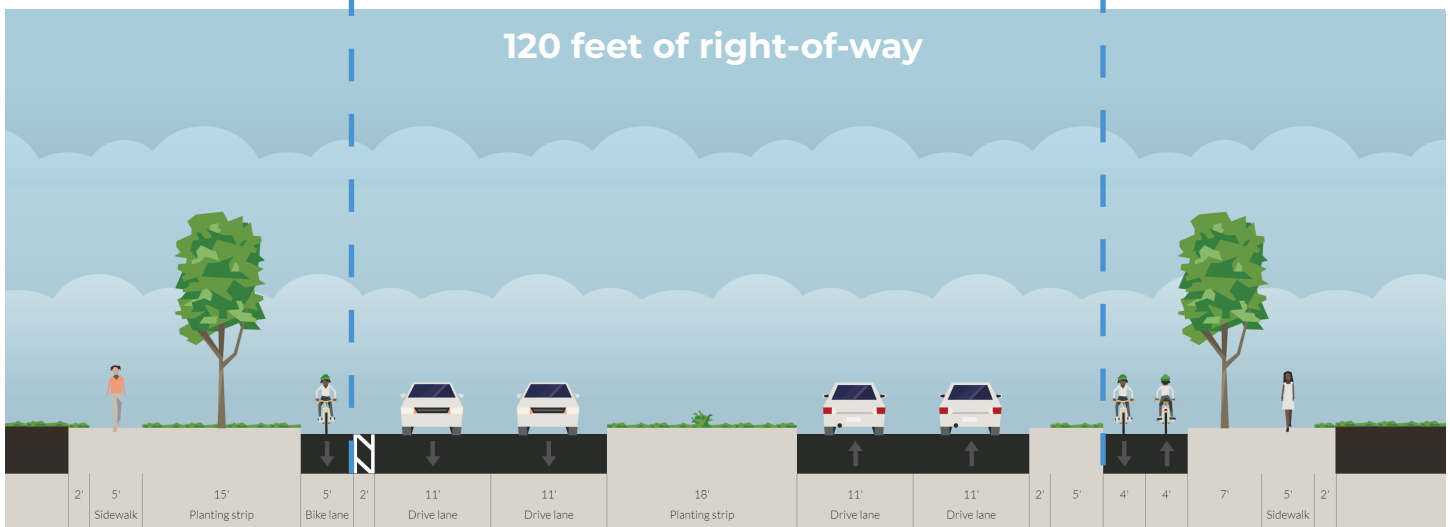 120 feet of right-of-way
2' 5' 15' 5' 2' 11' 11' 18' 11' 11' 2' 5' 4' 4' 7' 5' 2'
Sidewalk Planting strip Bike lane Drive lane Drive lane Planting strip Drive lane Drive lane Sidewalk